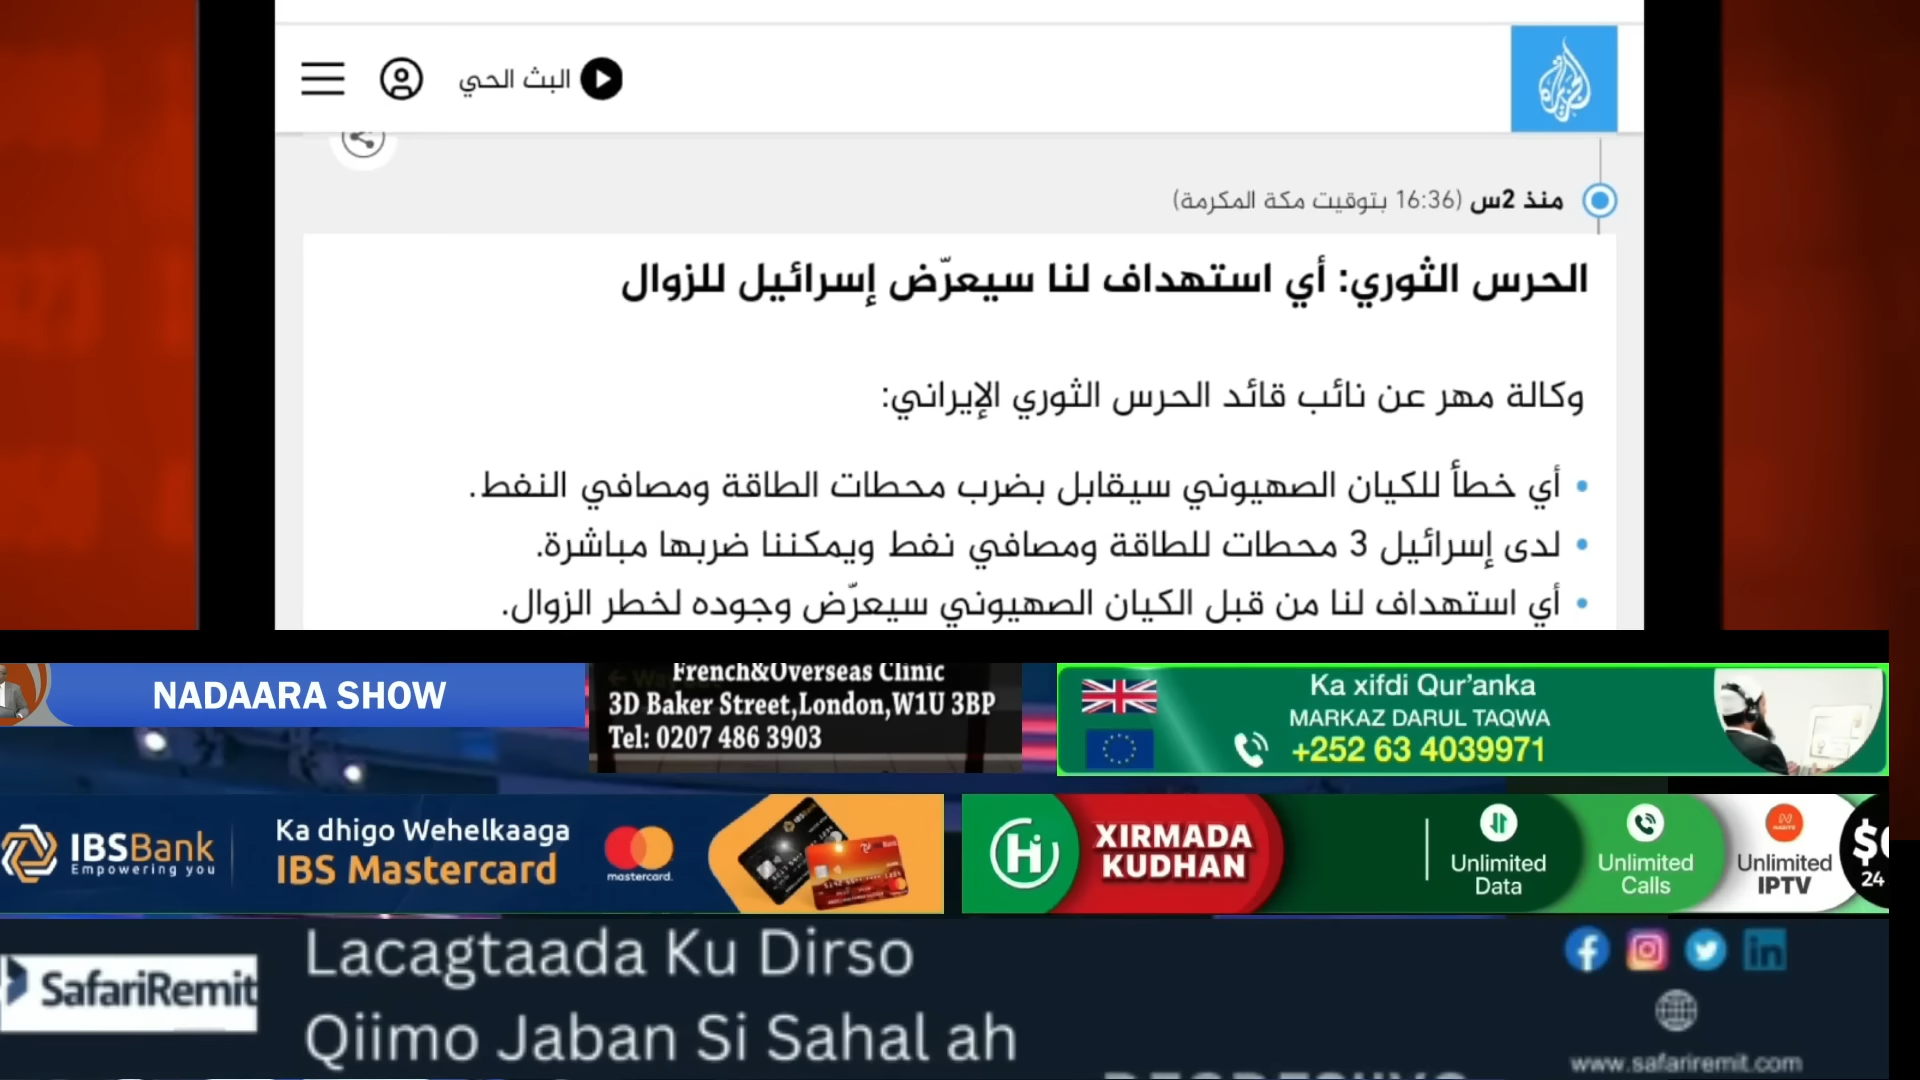 البث الحي
منذ 2س (16:36 بتوقيت مكة المكرمة)
الحرس الثوري: أي استهداف لنا سيعرّض إسرائيل للزوال
وكالة مهر عن نائب قائد الحرس الثوري الإيراني:
• أي خطأ للكيان الصهيوني سيقابل بضرب محطات الطاقة ومصافي النفط.
• لدى إسرائيل 3 محطات للطاقة ومصافي نفط ويمكننا ضربها مباشرة.
• أي استهداف لنا من قبل الكيان الصهيوني سيعرّض وجوده لخطر الزوال.
NADAARA SHOW
French&Overseas Clinic
3D Baker Street,London,W1U 3BP
Tel: 0207 486 3903
Ka xifdi Qur'anka
MARKAZ DARUL TAQWA
+252 63 4039971
IBSBank
Empowering you
Ka dhigo Wehelkaaga
IBS Mastercard
mastercard.
Hi
XIRMADA
KUDHAN
Unlimited
Data
Unlimited
Calls
Unlimited
IPTV
24
SafariRemit
Lacagtaada Ku Dirso
Qiimo Jaban Si Sahal ah
www.safariremit.com